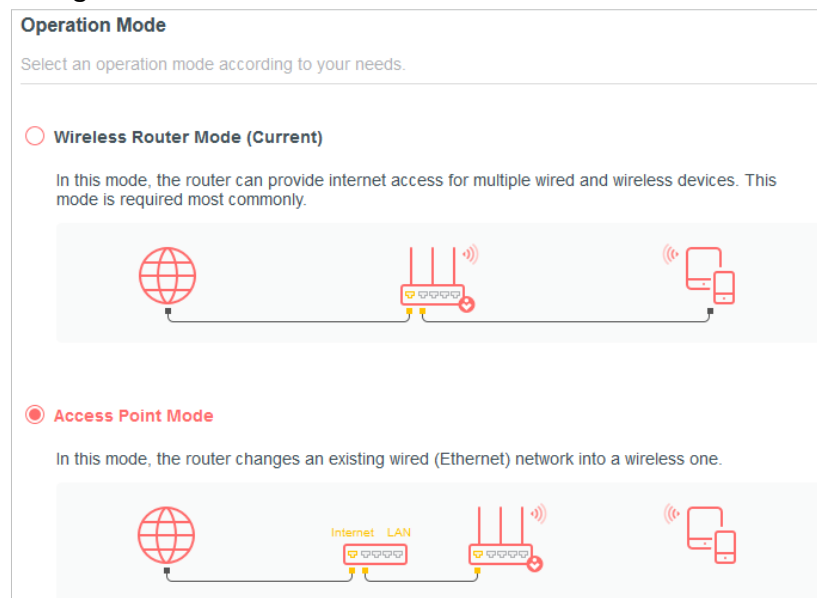 Operation Mode
Select an operation mode according to your needs.
Wireless Router Mode (Current)
In this mode, the router can provide internet access for multiple wired and wireless devices. This
mode is required most commonly.
Access Point Mode
In this mode, the router changes an existing wired (Ethernet) network into a wireless one.
Internet LAN